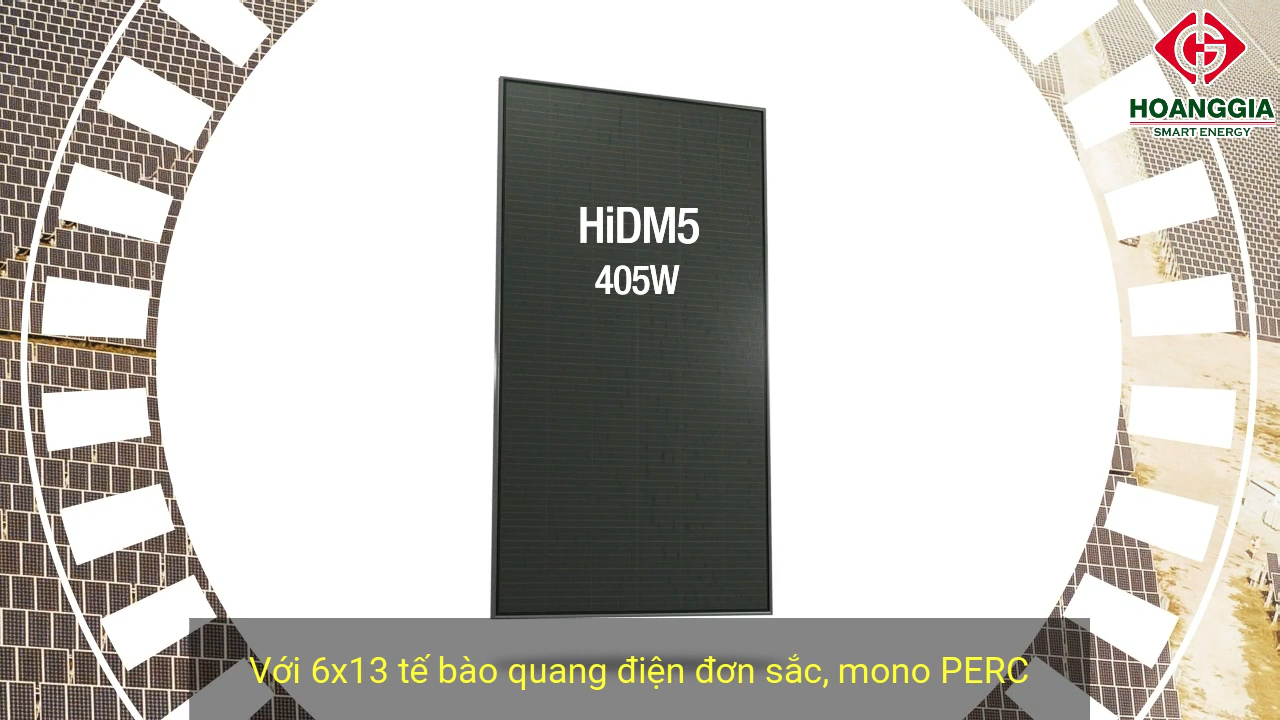 HOANGGIA
SMART ENERGY
HiDM5
405W
Với 6x13 tế bào quang điện đơn sắc, mono PERC